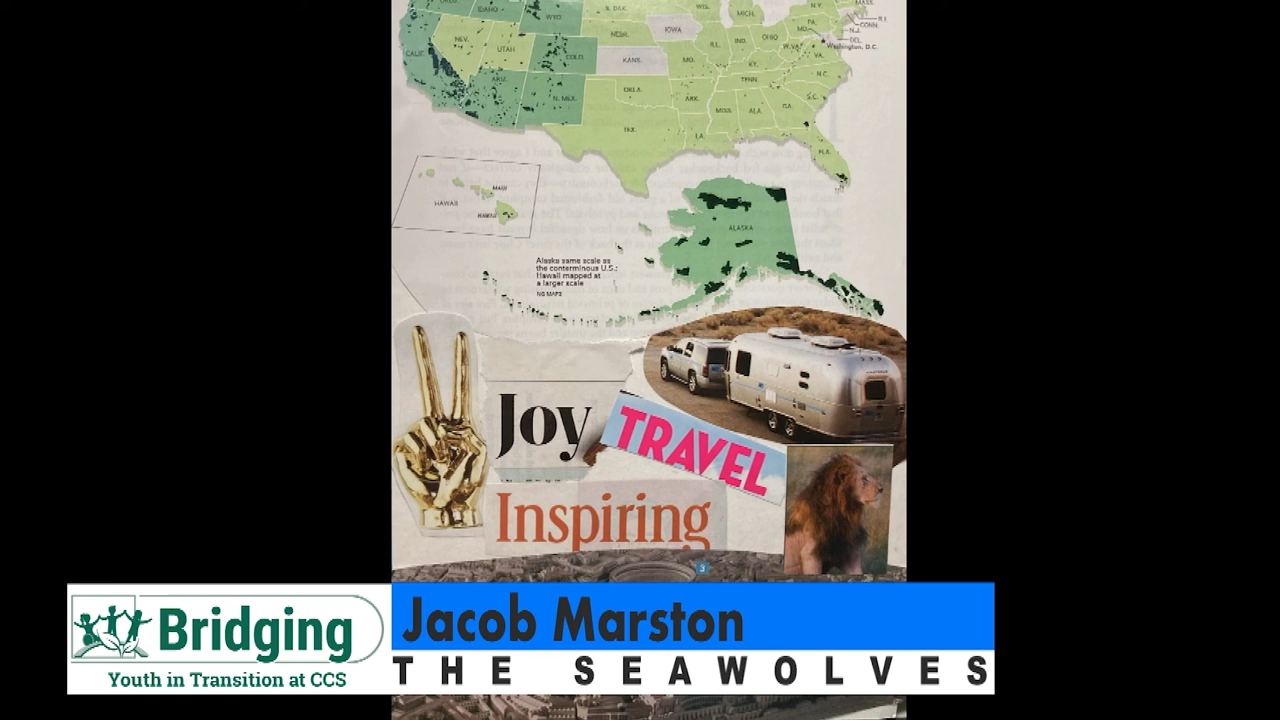 IDAHO
WYO.
S. DAK.
WIS.
MICH.
N.Y.
MASS.
R.I.
CONN.
N.J.
DEL.
MD.
Washington, D.C.
PA.
NEV.
UTAH
COLO.
NEBR.
IOWA
ILL.
IND.
OHIO
W.VA.
VA.
CALIF.
KANS.
MO.
KY.
ARIZ.
N. MEX.
OKLA.
ARK.
TENN.
N.C.
S.C.
TEX.
LA.
MISS.
ALA.
GA.
FLA.
HAWAII
MAUI
HAWAII
ALASKA
Alaska same scale as
the conterminous U.S.;
Hawaii mapped at
a larger scale
NG MAPS
Joy
TRAVEL
Inspiring
3
Bridging
Youth in Transition at CCS
Jacob Marston
THE SEAWOLVES